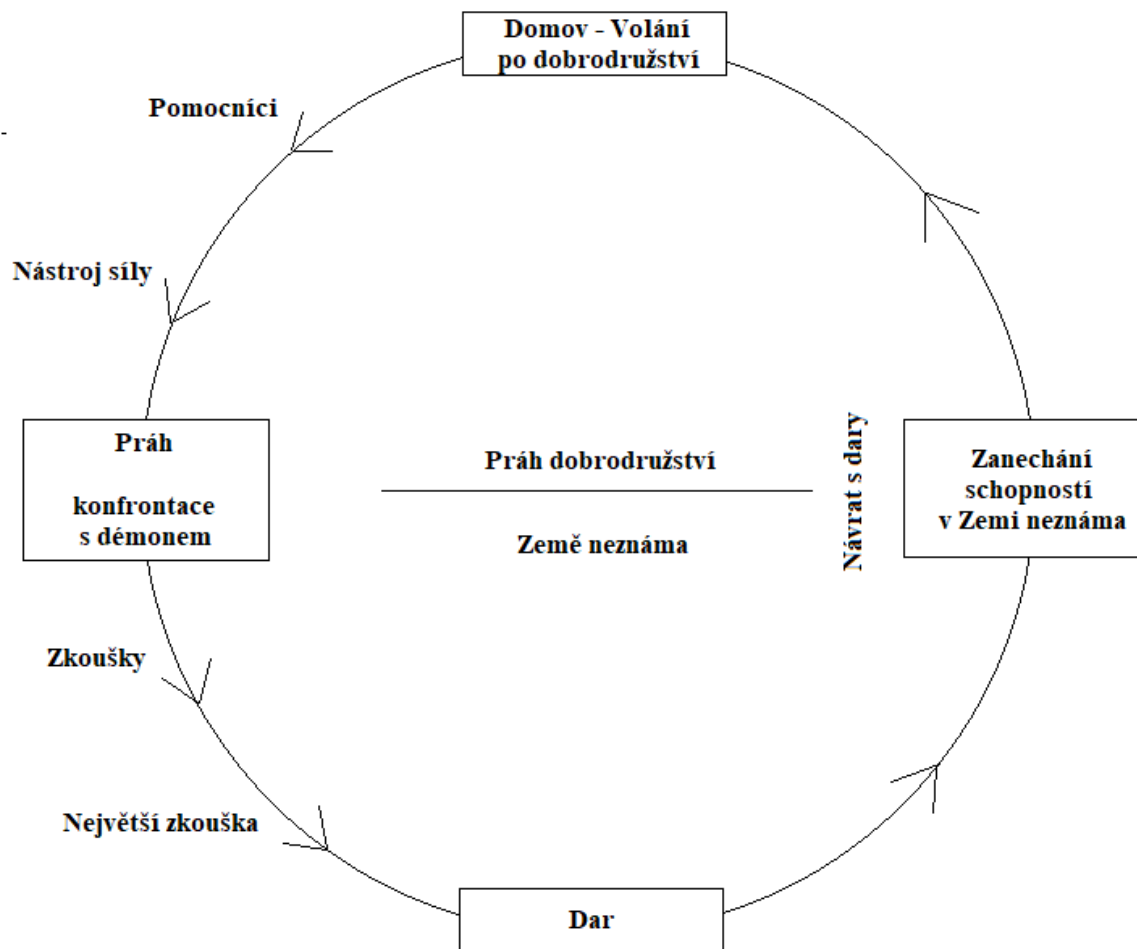 Domov - Volání
po dobrodružství
Pomocníci
Nástroj síly
Práh
konfrontace
s démonem
Práh dobrodružství
Země neznáma
Návrat s dary
Zanechání
schopností
v Zemi neznáma
Zkoušky
Největší zkouška
Dar